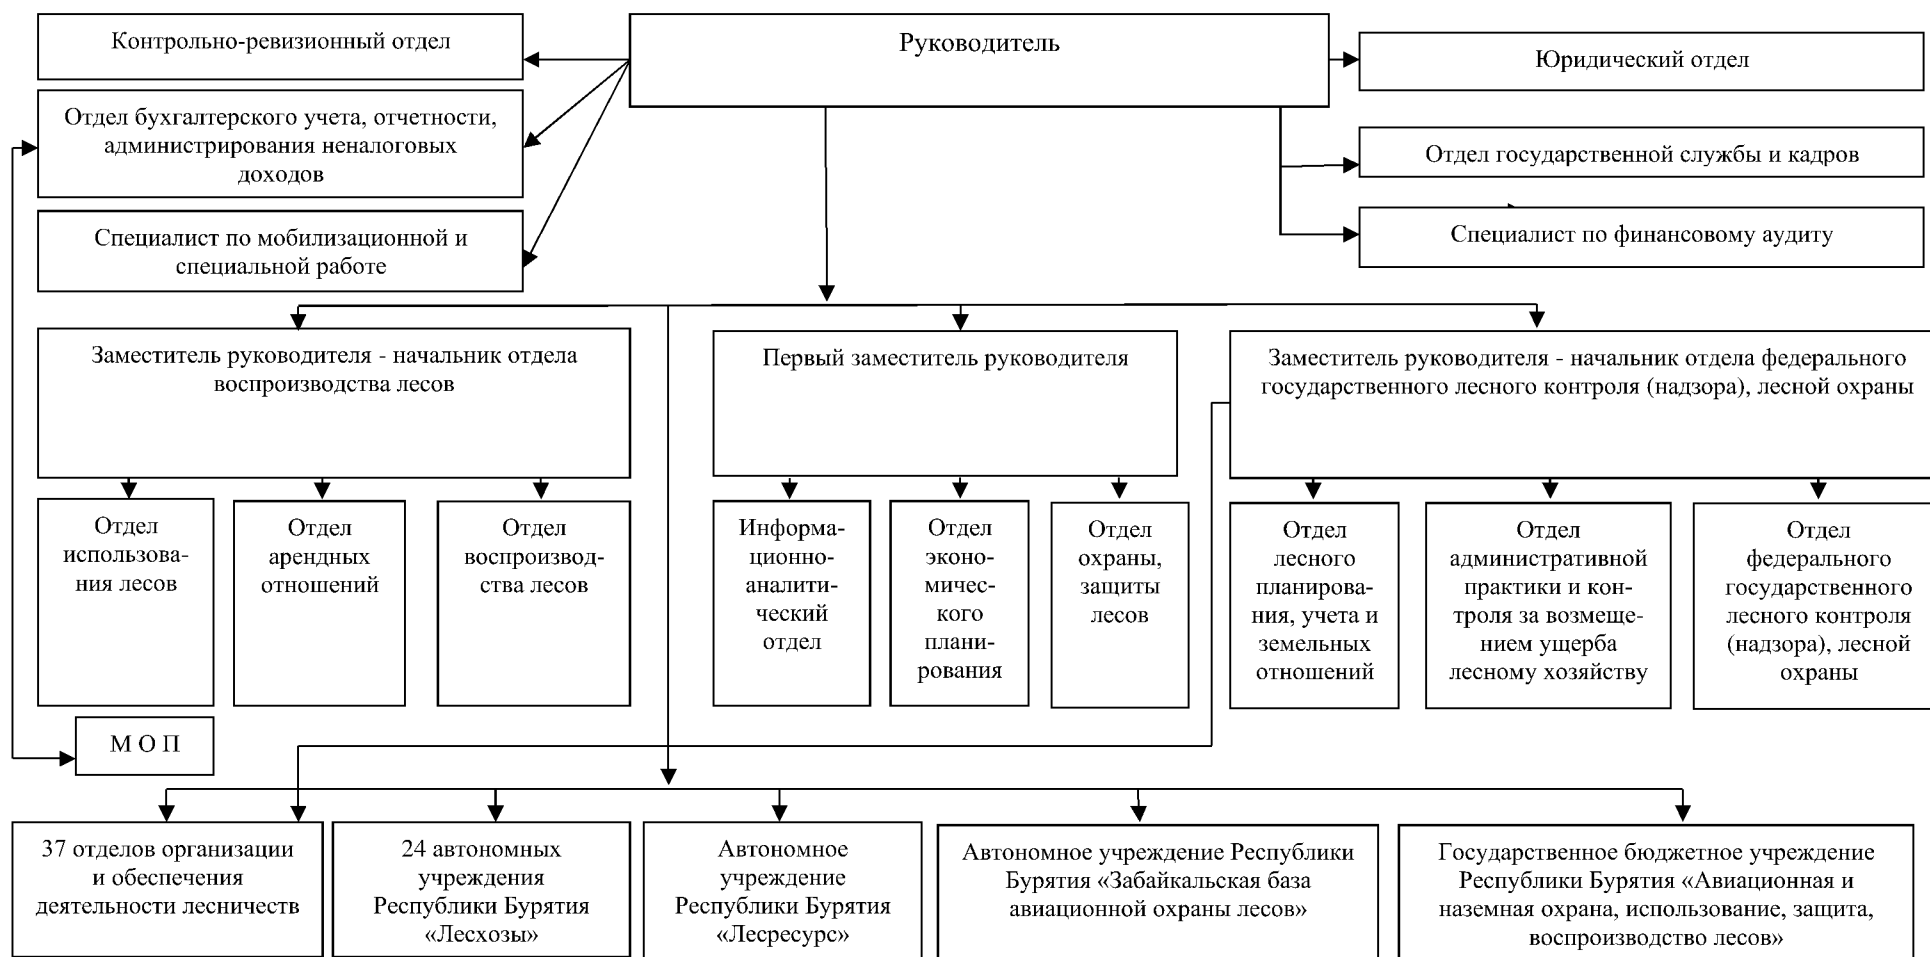 Контрольно-ревизионный отдел
Руководитель
Юридический отдел
Отдел бухгалтерского учета, отчетности,
администрирования неналоговых
доходов
Отдел государственной службы и кадров
Специалист по мобилизационной и
специальной работе
Специалист по финансовому аудиту
Заместитель руководителя - начальник отдела
воспроизводства лесов
Первый заместитель руководителя
Заместитель руководителя - начальник отдела федерального
государственного лесного контроля (надзора), лесной охраны
Отдел
использова-
ния лесов
Отдел
арендных
отношений
Отдел
воспроизвод-
ства лесов
Информа-
ционно-
аналити-
ческий
отдел
Отдел
эконо-
мичес-
кого
плани-
рования
Отдел
охраны,
защиты
лесов
Отдел
лесного
планирова-
ния, учета и
земельных
отношений
Отдел
административной
практики и кон-
троля за возмеще-
нием ущерба
лесному хозяйству
Отдел
федерального
государственного
лесного контроля
(надзора), лесной
охраны
М О П
37 отделов организации
и обеспечения
деятельности лесничеств
24 автономных
учреждения
Республики Бурятия
«Лесхозы»
Автономное
учреждение
Республики Бурятия
«Лесресурс»
Автономное учреждение Республики
Бурятия «Забайкальская база
авиационной охраны лесов»
Государственное бюджетное учреждение
Республики Бурятия «Авиационная и
наземная охрана, использование, защита,
воспроизводство лесов»